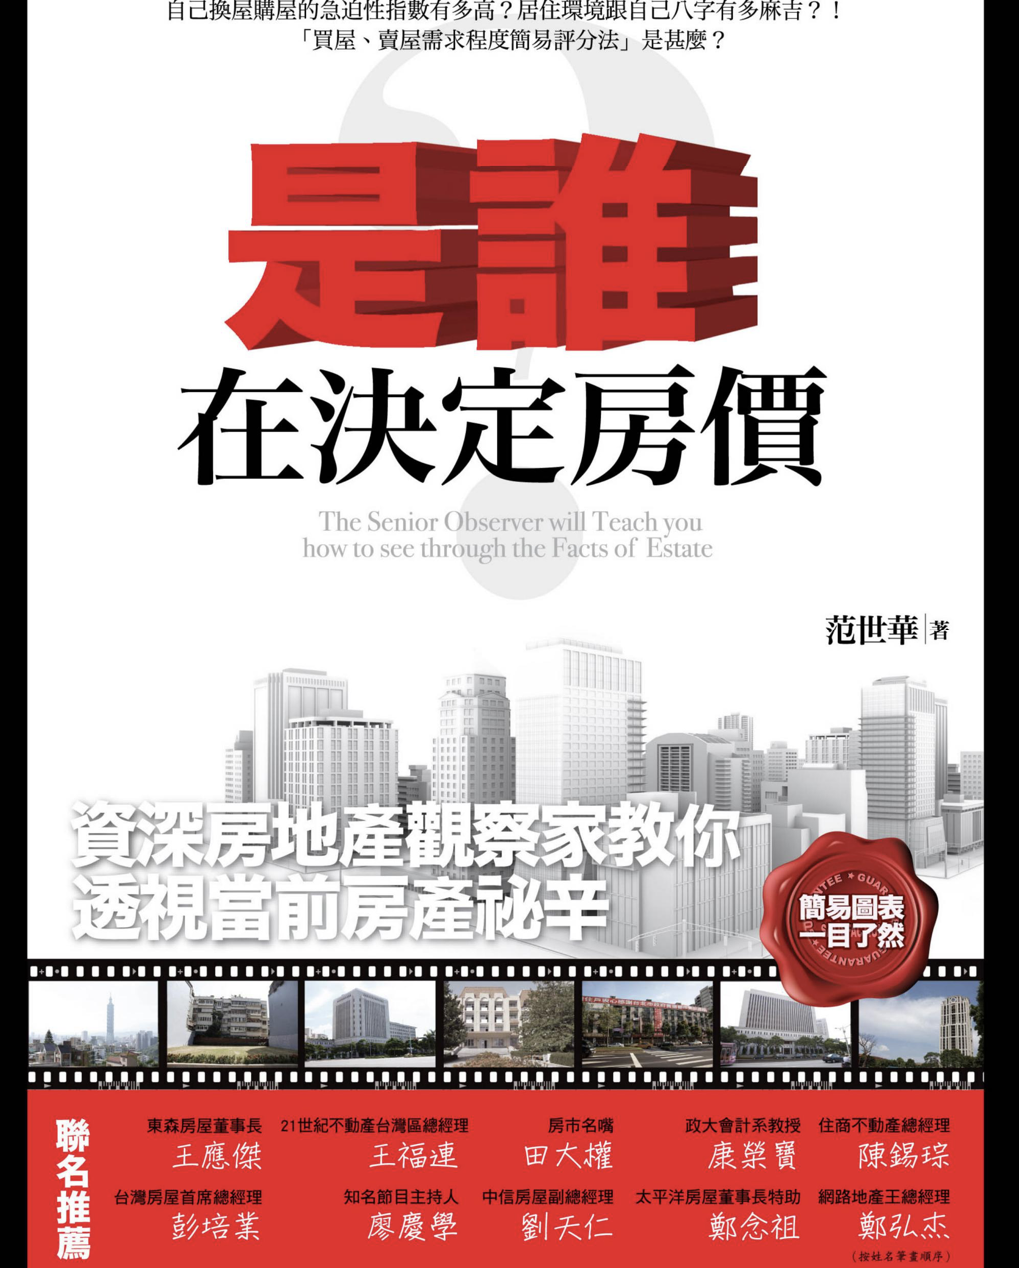 自己換屋購屋的急迫性指數有多高？居住環境跟自己八字有多麻吉？！
「買屋、賣屋需求程度簡易評分法」是甚麼？
是誰
在決定房價
The Senior Observer will Teach you
how to see through the Facts of Estate
范世華 著
資深房地產觀察家教你
透視當前房產祕辛
簡易圖表
一目了然
聯名推薦
東森房屋董事長 21世紀不動產台灣區總經理 房市名嘴 政大會計系教授 住商不動產總經理
王應傑 王福連 田大權 康榮寶 陳錫琮
台灣房屋首席總經理 知名節目主持人 中信房屋副總經理 太平洋房屋董事長特助 網路地產王總經理
彭培業 廖慶學 劉天仁 鄭念祖 鄭弘杰
（按姓名筆畫順序）